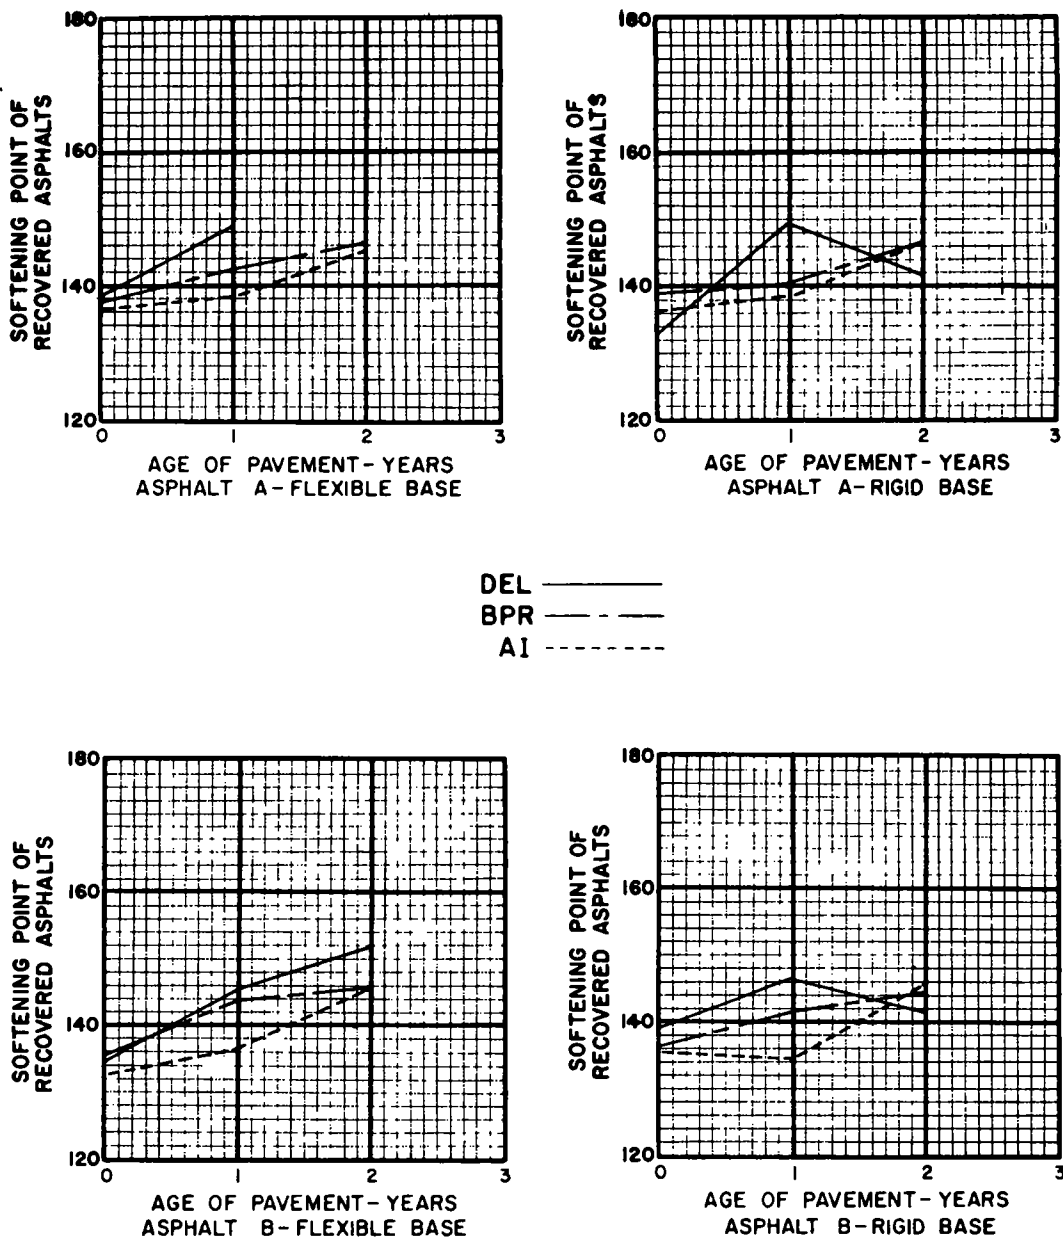 180
160
140
120
0 1 2 3
SOFTENING POINT OF
RECOVERED ASPHALTS
AGE OF PAVEMENT-YEARS
ASPHALT A-FLEXIBLE BASE
180
160
140
120
0 1 2 3
SOFTENING POINT OF
RECOVERED ASPHALTS
AGE OF PAVEMENT-YEARS
ASPHALT A-RIGID BASE
DEL
BPR
AI
180
160
140
120
0 1 2 3
SOFTENING POINT OF
RECOVERED ASPHALTS
AGE OF PAVEMENT-YEARS
ASPHALT B-FLEXIBLE BASE
180
160
140
120
0 1 2 3
SOFTENING POINT OF
RECOVERED ASPHALTS
AGE OF PAVEMENT-YEARS
ASPHALT B-RIGID BASE